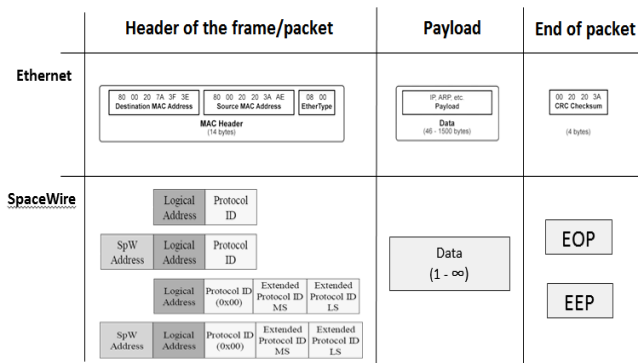 Header of the frame/packet
Payload
End of packet
Ethernet
80 00 20 7A 3F 3E
Destination MAC Address
80 00 20 20 3A AE
Source MAC Address
08 00
EtherType
MAC Header
(14 bytes)
IP, ARP, etc.
Payload
Data
(46 - 1500 bytes)
00 20 20 3A
CRC Checksum
(4 byte)
SpaceWire
Logical
Address
Protocol
ID
SpW
Address
Logical
Address
Protocol
ID
Logical
Address
Protocol ID
(0x00)
Extended
Protocol ID
MS
Extended
Protocol ID
LS
SpW
Address
Logical
Address
Protocol ID
(0x00)
Extended
Protocol ID
MS
Extended
Protocol ID
LS
Data
(1 - ∞)
EOP
EEP